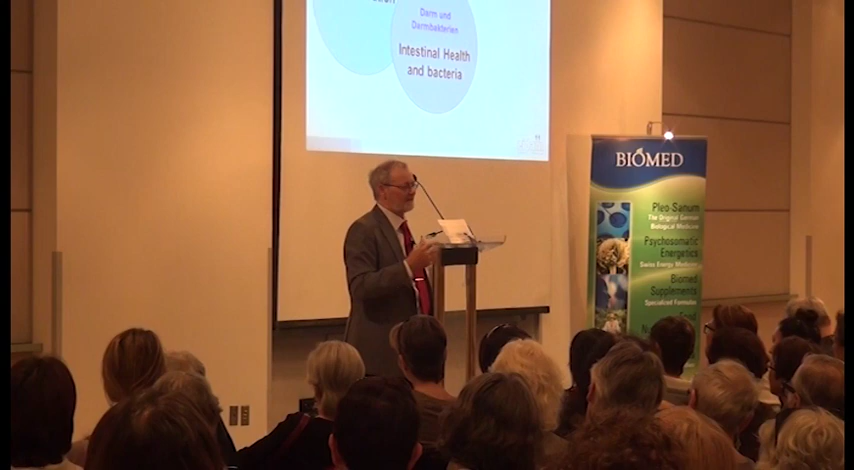 Darm und
Darmbakterien
Intestinal Health
and bacteria
BIOMED
Pleo Sanum
The Original German
Biological Medicine
Psychosomatic
Energetics
Swiss Energy Medicine
Biomed
Supplements
Specialized Formulas
Food